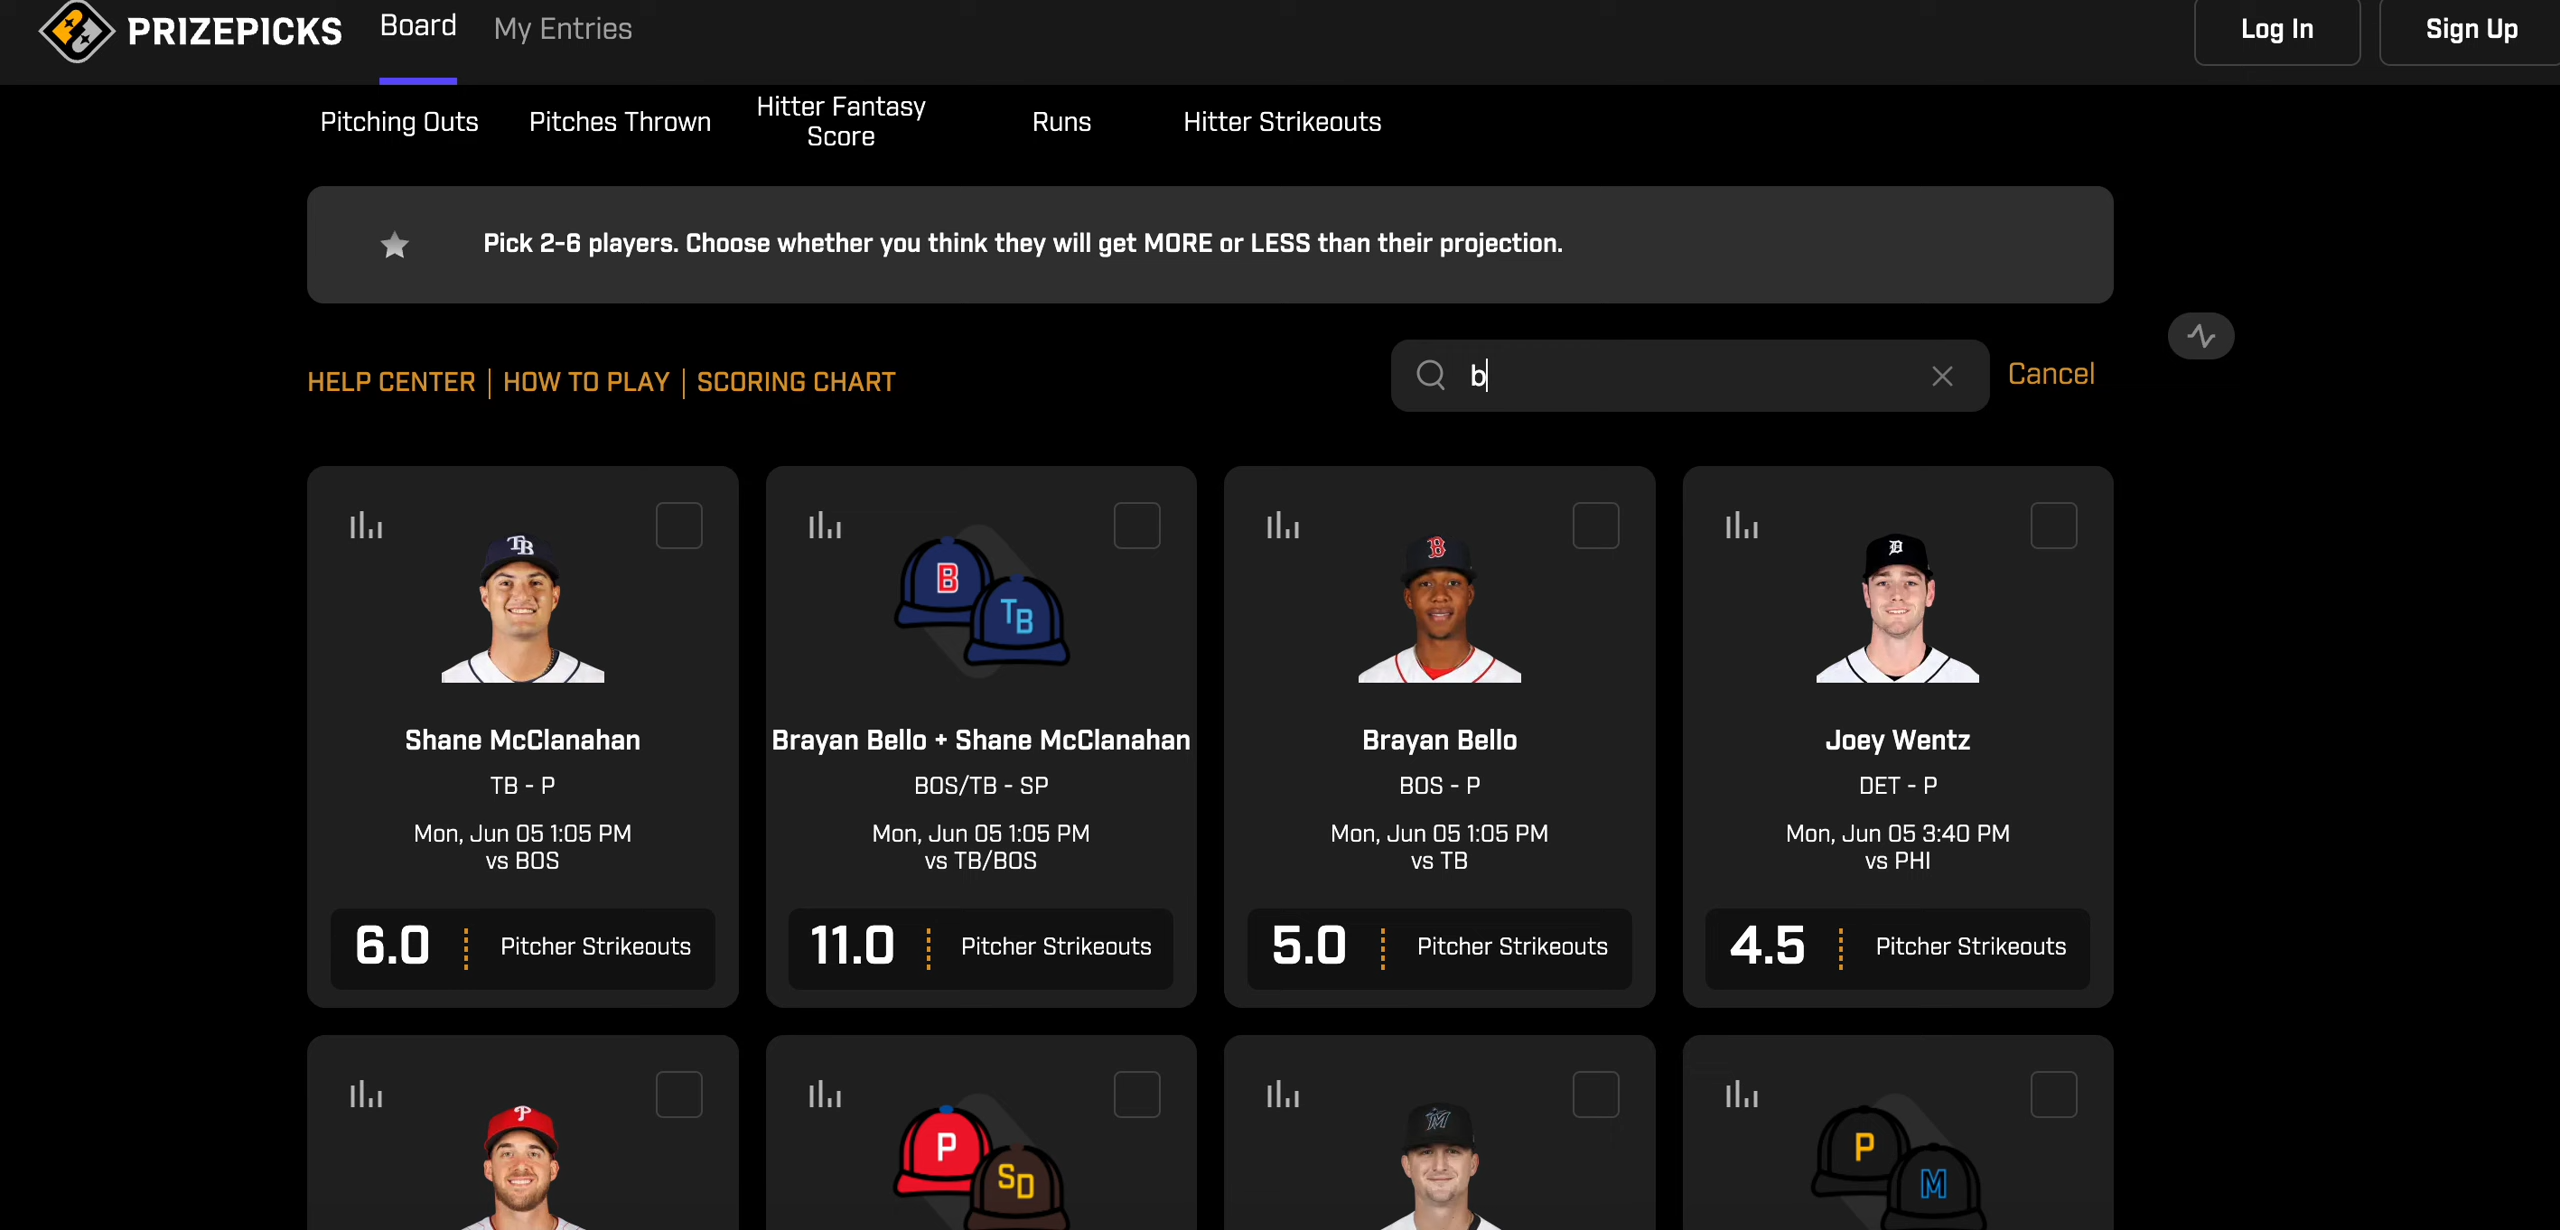 PRIZEPICKS
Board
My Entries
Log In
Sign Up
Pitching Outs
Pitches Thrown
Hitter Fantasy
Score
Runs
Hitter Strikeouts
Pick 2-6 players. Choose whether you think they will get MORE or LESS than their projection.
HELP CENTER | HOW TO PLAY | SCORING CHART
b
Cancel
TB
Shane McClanahan
TB - P
Mon, Jun 05 1:05 PM
vs BOS
6.0
Pitcher Strikeouts
B
TB
Brayan Bello + Shane McClanahan
BOS/TB - SP
Mon, Jun 05 1:05 PM
vs TB/BOS
11.0
Pitcher Strikeouts
B
Brayan Bello
BOS - P
Mon, Jun 05 1:05 PM
vs TB
5.0
Pitcher Strikeouts
D
Joey Wentz
DET - P
Mon, Jun 05 3:40 PM
vs PHI
4.5
Pitcher Strikeouts
P
P
SD
M
P
M